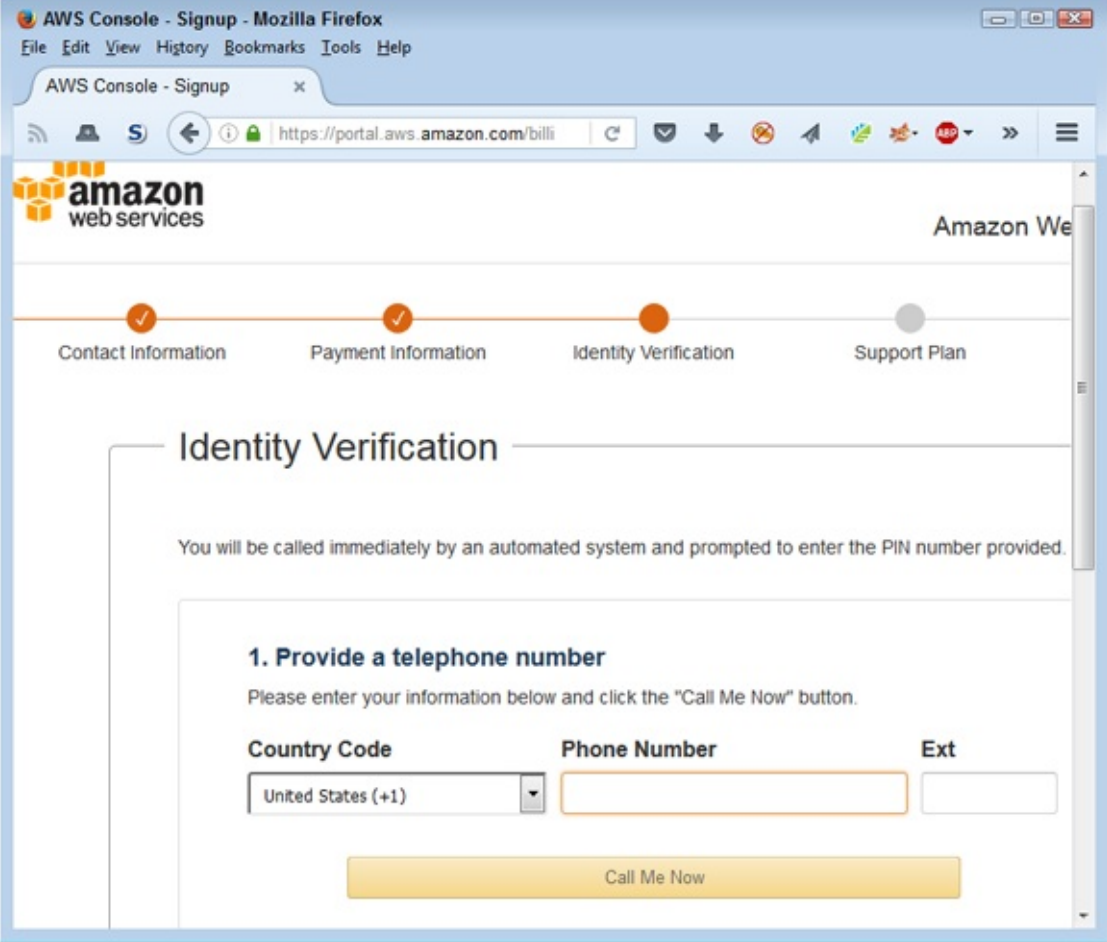 AWS Console - Signup - Mozilla Firefox
File Edit View History Bookmarks Tools Help
AWS Console - Signup
S
https://portal.aws.amazon.com/billi
ABP
amazon
web services
Amazon We
Contact Information Payment Information Identity Verification Support Plan
Identity Verification
You will be called immediately by an automated system and prompted to enter the PIN number provided.
1. Provide a telephone number
Please enter your information below and click the "Call Me Now" button.
Country Code Phone Number Ext
United States (+1)
Call Me Now